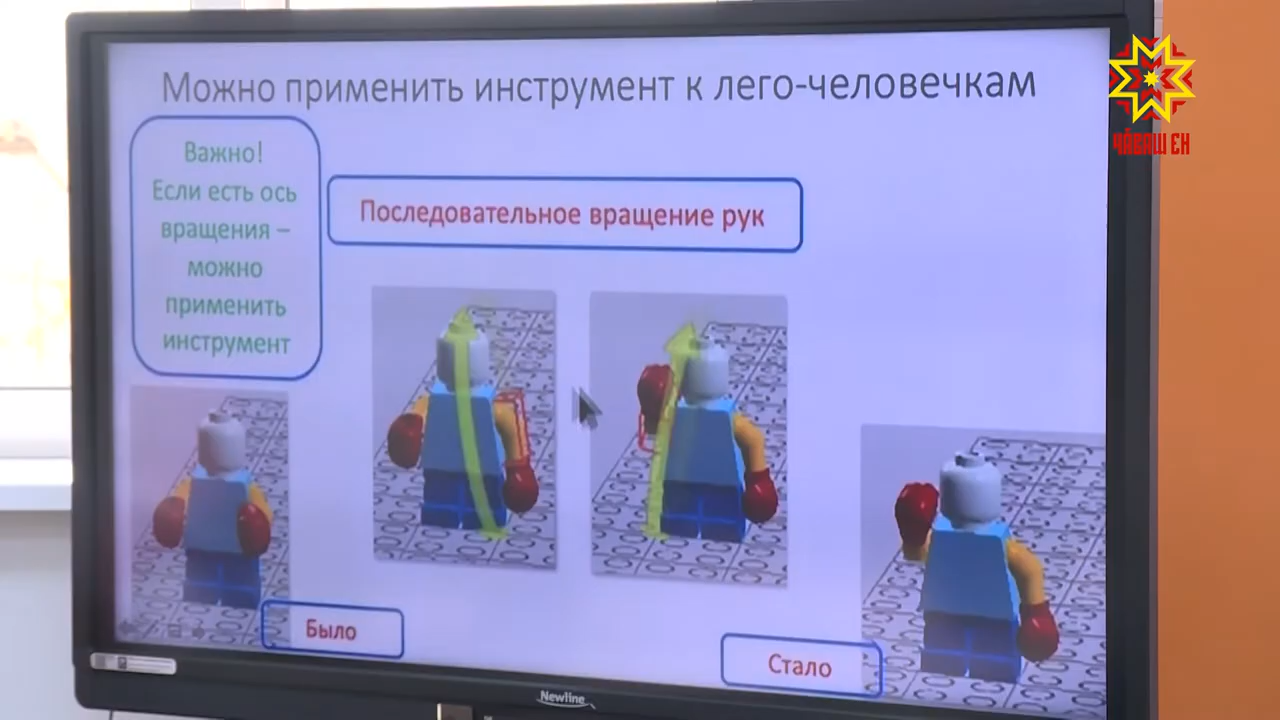 Можно применить инструмент к лего-человечкам
Важно!
Если есть ось
вращения –
можно
применить
инструмент
Последовательное вращение рук
Было
Стало
Newline
ЧӐВАШ ЕН